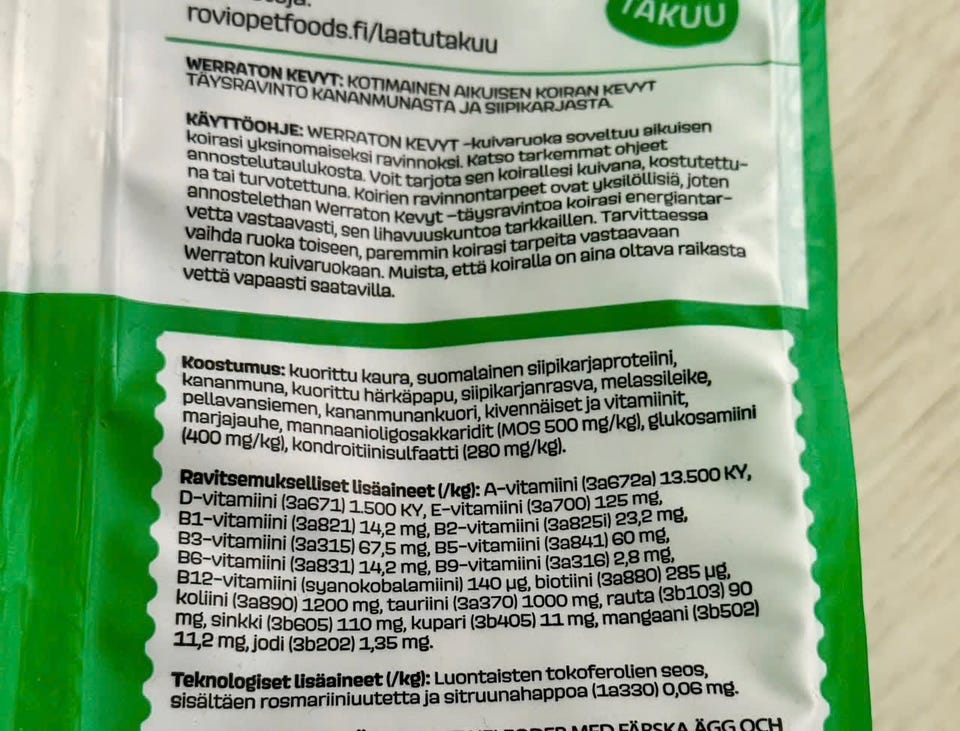 roviopetfoods.fi/laatutakuu
TAKUU
WERRATON KEVYT: KOTIMAINEN AIKUISEN KOIRAN KEVYT
TÄYSRAVINTO KANANMUNASTA JA SIIPIKARJASTA.
KÄYTTÖOHJE: WERRATON KEVYT -kuivaruoka soveltuu aikuisen
koirasi yksinomaiseksi ravinnoksi. Katso tarkemmat ohjeet
annostelutaulukosta. Voit tarjota sen koirallesi kuivana, kostutettu-
na tai turvotettuna. Koirien ravinnontarpeet ovat yksilöllisiä, joten
annostelethan Werraton Kevyt -täysravintoa koirasi energiantar-
vetta vastaavasti, sen lihavuuskuntoa tarkkaillen. Tarvittaessa
vaihda ruoka toiseen, paremmin koirasi tarpeita vastaavaan
Werraton kuivaruokaan. Muista, että koiralla on aina oltava raikasta
vettä vapaasti saatavilla.
Koostumus: kuorittu kaura, suomalainen siipikarjaproteiini,
kananmuna, kuorittu härkäpapu, siipikarjanrasva, melassileike,
pellavansiemen, kananmunankuori, kivennäiset ja vitamiinit,
marjajauhe, mannaanioligosakkaridit (MOS 500 mg/kg), glukosamiini
(400 mg/kg), kondroitiinisulfaatti (280 mg/kg).
Ravitsemukselliset lisäaineet (/kg): A-vitamiini (3a672a) 13.500 KY,
D-vitamiini (3a671) 1.500 KY, E-vitamiini (3a700) 125 mg,
B1-vitamiini (3a821) 14,2 mg, B2-vitamiini (3a825i) 23,2 mg,
B3-vitamiini (3a315) 67,5 mg, B5-vitamiini (3a841) 60 mg,
B6-vitamiini (3a831) 14,2 mg, B9-vitamiini (3a316) 2,8 mg,
B12-vitamiini (syanokobalamiini) 140 µg, biotiini (3a880) 285 µg,
koliini (3a890) 1200 mg, tauriini (3a370) 1000 mg, rauta (3b103) 90
mg, sinkki (3b605) 110 mg, kupari (3b405) 11 mg, mangaani (3b502)
11,2 mg, jodi (3b202) 1,35 mg.
Teknologiset lisäaineet (/kg): Luontaisten tokoferolien seos,
sisältäen rosmariiniuutetta ja sitruunahappoa (1a330) 0,06 mg.
MED FÄRSKA ÄGG OCH